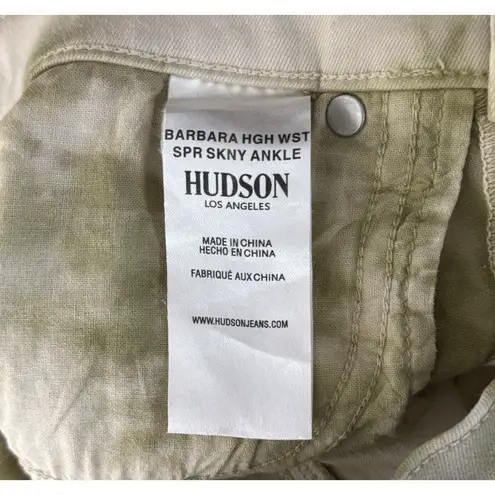 BARBARA HGH WST
SPR SKNY ANKLE
HUDSON
LOS ANGELES
MADE IN CHINA
HECHO EN CHINA
FABRIQUÉ AUX CHINA
WWW.HUDSONJEANS.COM